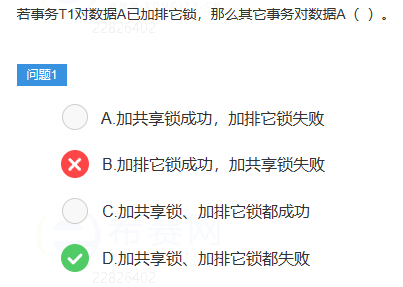 若事务T1对数据A已加排它锁，那么其它事务对数据A（ ）。
22826402
问题1
A.加共享锁成功，加排它锁失败
B.加排它锁成功，加共享锁失败
C.加共享锁、加排它锁都成功
希赛网
D.加共享锁、加排它锁都失败
22826402